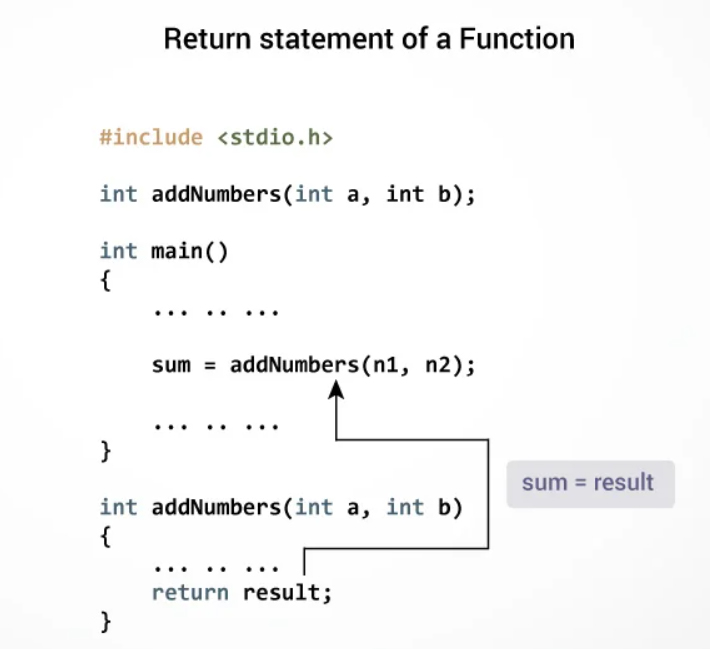 Return statement of a Function
#include <stdio.h>
int addNumbers(int a, int b);
int main()
{
... .. ...
sum = addNumbers(n1, n2);
... .. ...
}
sum = result
int addNumbers(int a, int b)
{
... .. ...
return result;
}